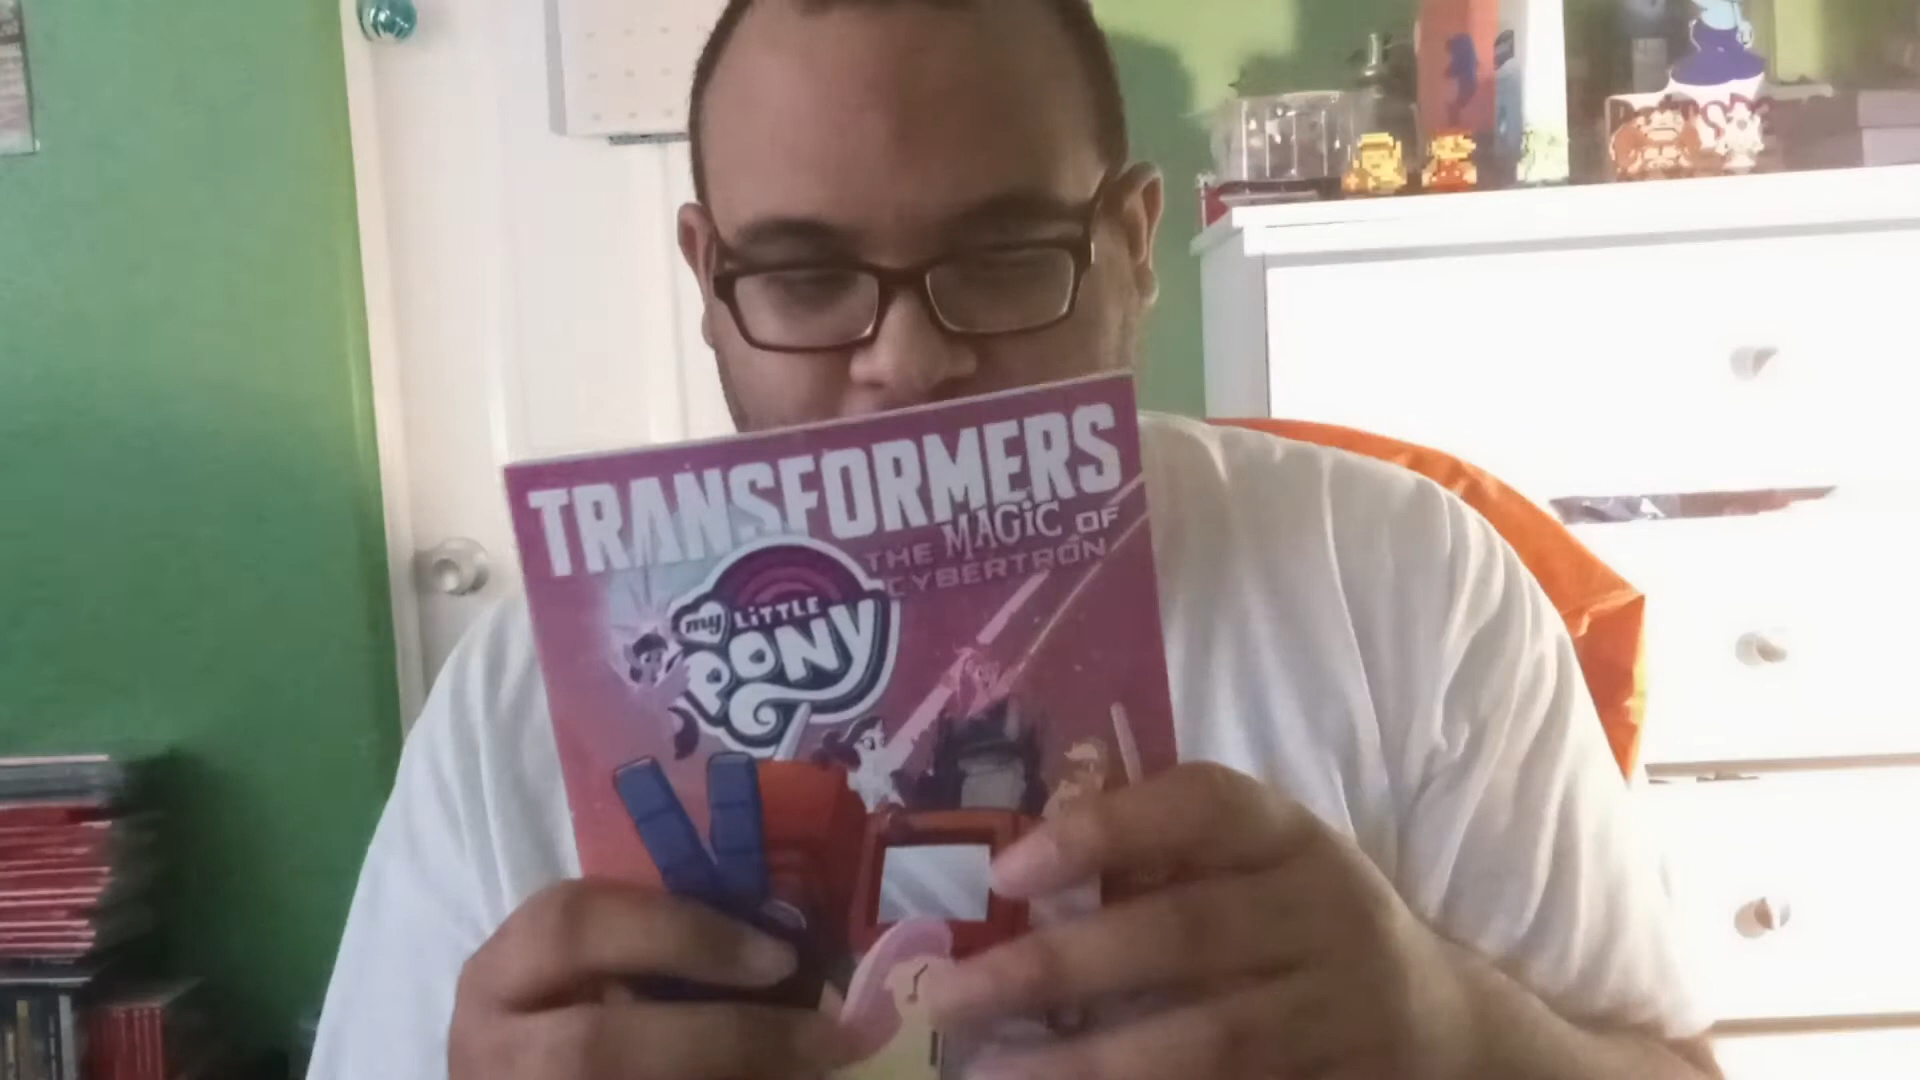 TRANSFORMERS
THE MAGiC OF
CYBERTRON
my LiTTLE
PONY